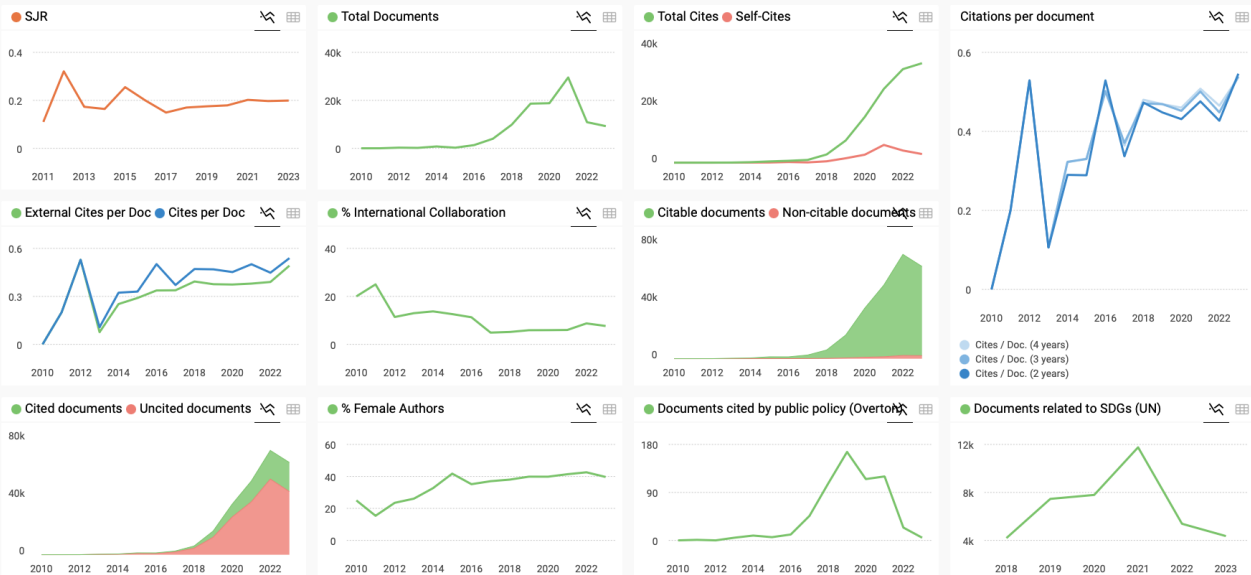 SJR
0.4
0.2
0
2011 2013 2015 2017 2019 2021 2023
Total Documents
40k
20k
0
2010 2012 2014 2016 2018 2020 2022
Total Cites Self-Cites
40k
20k
0
2010 2012 2014 2016 2018 2020 2022
Citations per document
0.6
0.4
0.2
0
2010 2012 2014 2016 2018 2020 2022
Cites / Doc. (4 years)
Cites / Doc. (3 years)
Cites / Doc. (2 years)
External Cites per Doc Cites per Doc
0.6
0.3
0
2010 2012 2014 2016 2018 2020 2022
% International Collaboration
40
20
0
2010 2012 2014 2016 2018 2020 2022
Citable documents Non-citable documents
80k
40k
0
2010 2012 2014 2016 2018 2020 2022
Cited documents Uncited documents
80k
40k
0
2010 2012 2014 2016 2018 2020 2022
% Female Authors
60
40
20
0
2010 2012 2014 2016 2018 2020 2022
Documents cited by public policy (Overton)
180
90
0
2010 2012 2014 2016 2018 2020 2022
Documents related to SDGs (UN)
12k
8k
4k
2018 2019 2020 2021 2022 2023